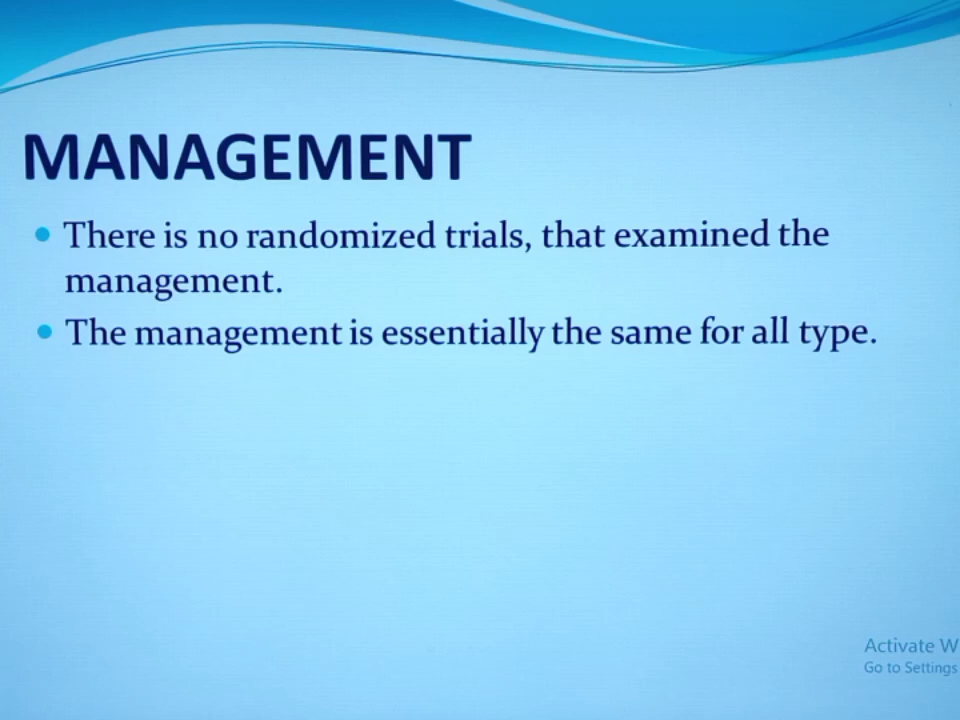 MANAGEMENT
There is no randomized trials, that examined the
management.
The management is essentially the same for all type.
Activate W
Go to Settings